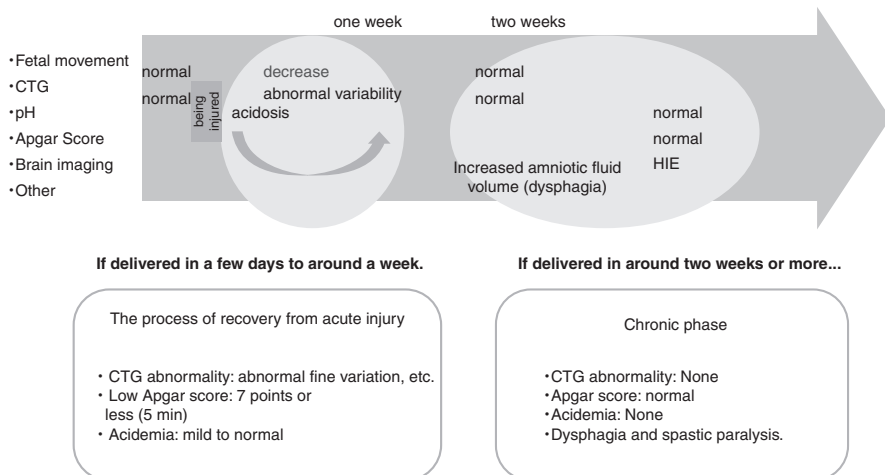 one week
two weeks
・Fetal movement
・CTG
・pH
・Apgar Score
・Brain imaging
・Other
normal
normal
being
injured
decrease
abnormal variability
acidosis
normal
normal
normal
normal
HIE
Increased amniotic fluid
volume (dysphagia)
If delivered in a few days to around a week.
The process of recovery from acute injury
・CTG abnormality: abnormal fine variation, etc.
・Low Apgar score: 7 points or
less (5 min)
・Acidemia: mild to normal
If delivered in around two weeks or more...
Chronic phase
・CTG abnormality: None
・Apgar score: normal
・Acidemia: None
・Dysphagia and spastic paralysis.